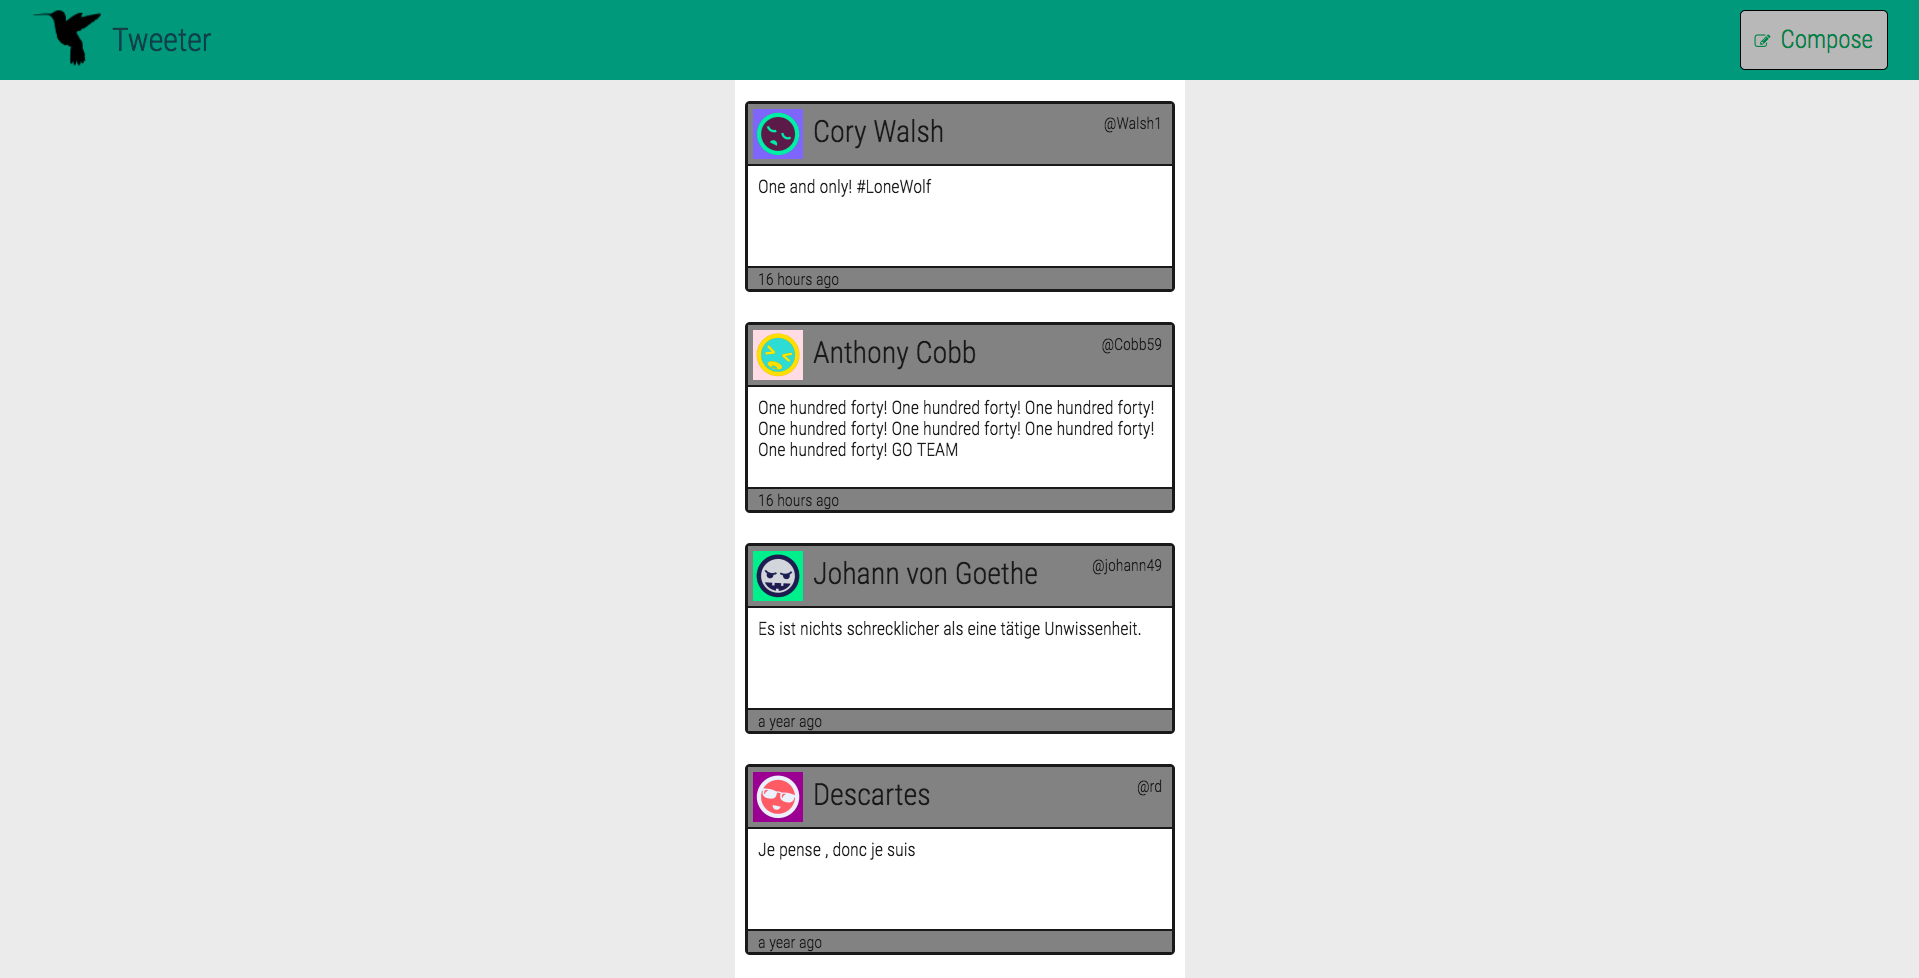 Tweeter
Compose
Cory Walsh
@Walsh1
One and only! #LoneWolf
16 hours ago
Anthony Cobb
@Cobb59
One hundred forty! One hundred forty! One hundred forty!
One hundred forty! One hundred forty! One hundred forty!
One hundred forty! GO TEAM
16 hours ago
Johann von Goethe
@johann49
Es ist nichts schrecklicher als eine tätige Unwissenheit.
a year ago
Descartes
@rd
Je pense , donc je suis
a year ago